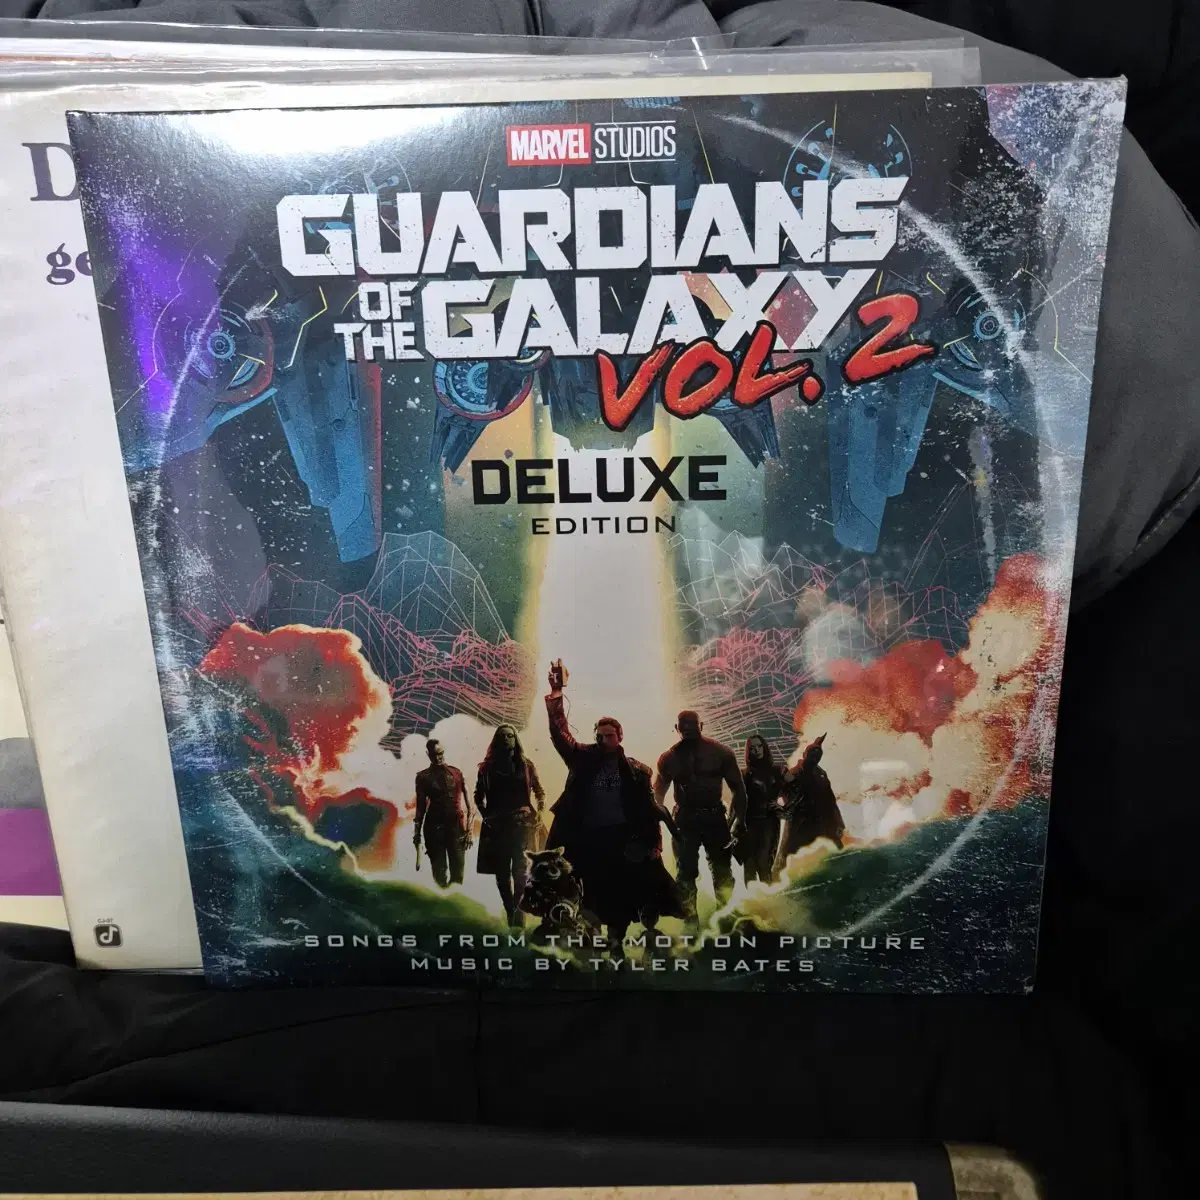 MARVEL STUDIOS
GUARDIANS
OF THE GALAXY
VOL. 2
DELUXE
EDITION
SONGS FROM THE MOTION PICTURE
MUSIC BY TYLER BATES
D
ge